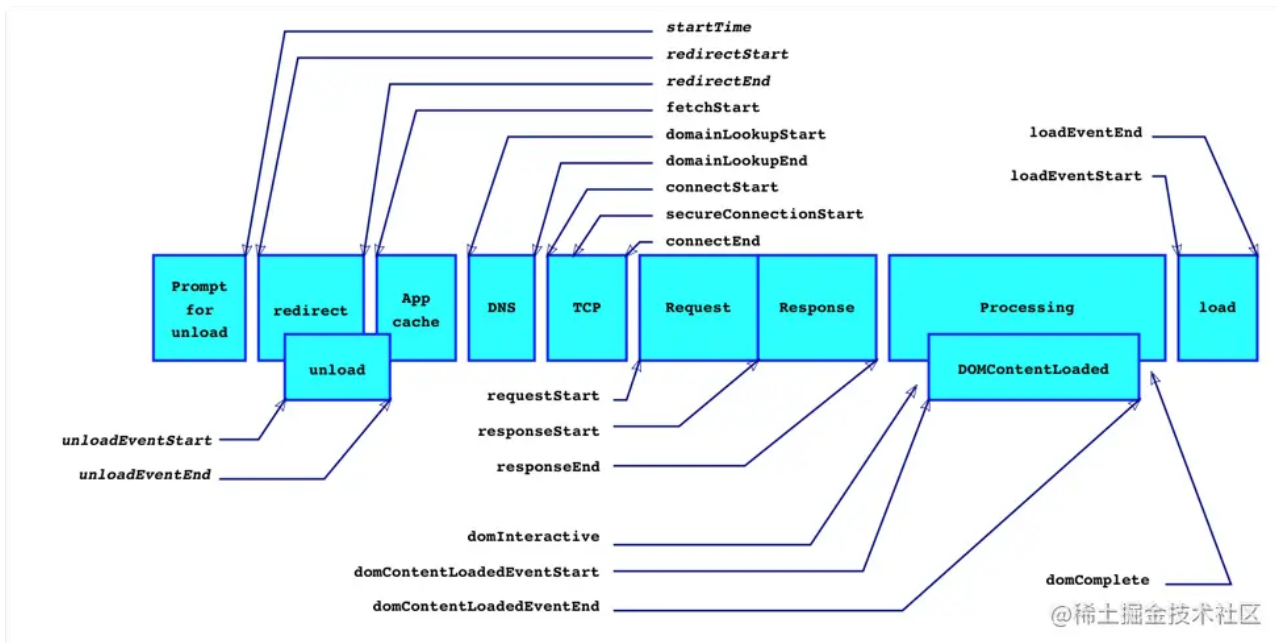 startTime
redirectStart
redirectEnd
fetchStart
domainLookupStart
loadEventEnd
domainLookupEnd
loadEventStart
connectStart
secureConnectionStart
connectEnd
Prompt
for
unload
redirect
App
cache
DNS
TCP
Request
Response
Processing
load
unload
DOMContentLoaded
requestStart
responseStart
unloadEventStart
responseEnd
unloadEventEnd
domInteractive
domContentLoadedEventStart
domComplete
domContentLoadedEventEnd
@稀土掘金技术社区